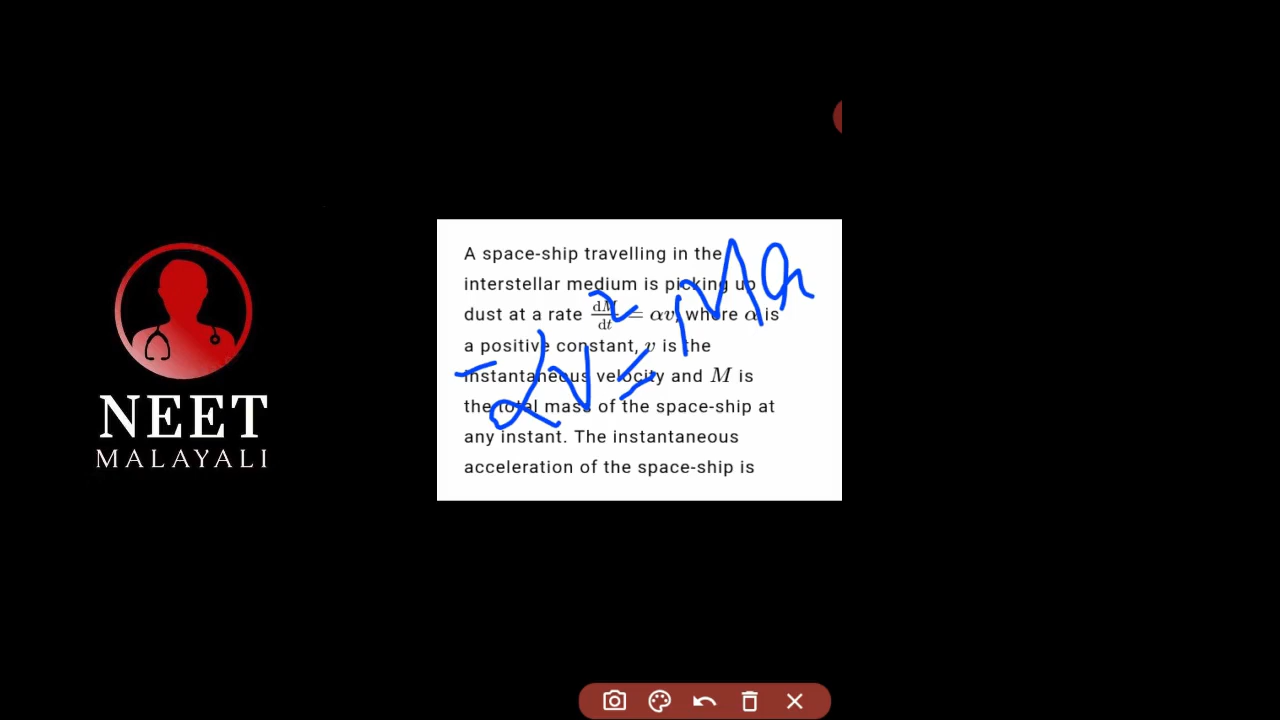 NEET
MALAYALI
A space-ship travelling in the
interstellar medium is picking up
dust at a rate dM/dt = αv, where α is
a positive constant, v is the
instantaneous velocity and M is
the total mass of the space-ship at
any instant. The instantaneous
acceleration of the space-ship is
-αv² = Ma